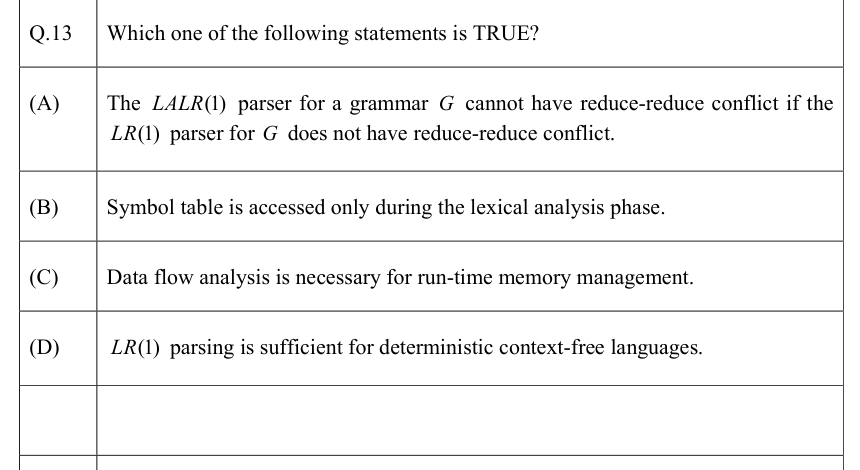 Q.13 Which one of the following statements is TRUE?
(A) The LALR(1) parser for a grammar G cannot have reduce-reduce conflict if the
LR(1) parser for G does not have reduce-reduce conflict.
(B) Symbol table is accessed only during the lexical analysis phase.
(C) Data flow analysis is necessary for run-time memory management.
(D) LR(1) parsing is sufficient for deterministic context-free languages.